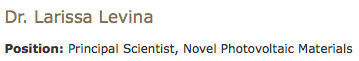 Dr. Larissa Levina
Position: Principal Scientist, Novel Photovoltaic Materials